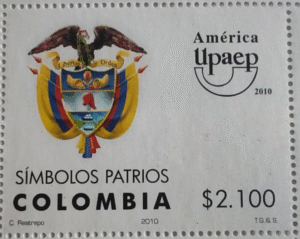 América
Upaep
2010
SÍMBOLOS PATRIOS
COLOMBIA
$2.100
C. Restrepo
2010
T.G.& S.